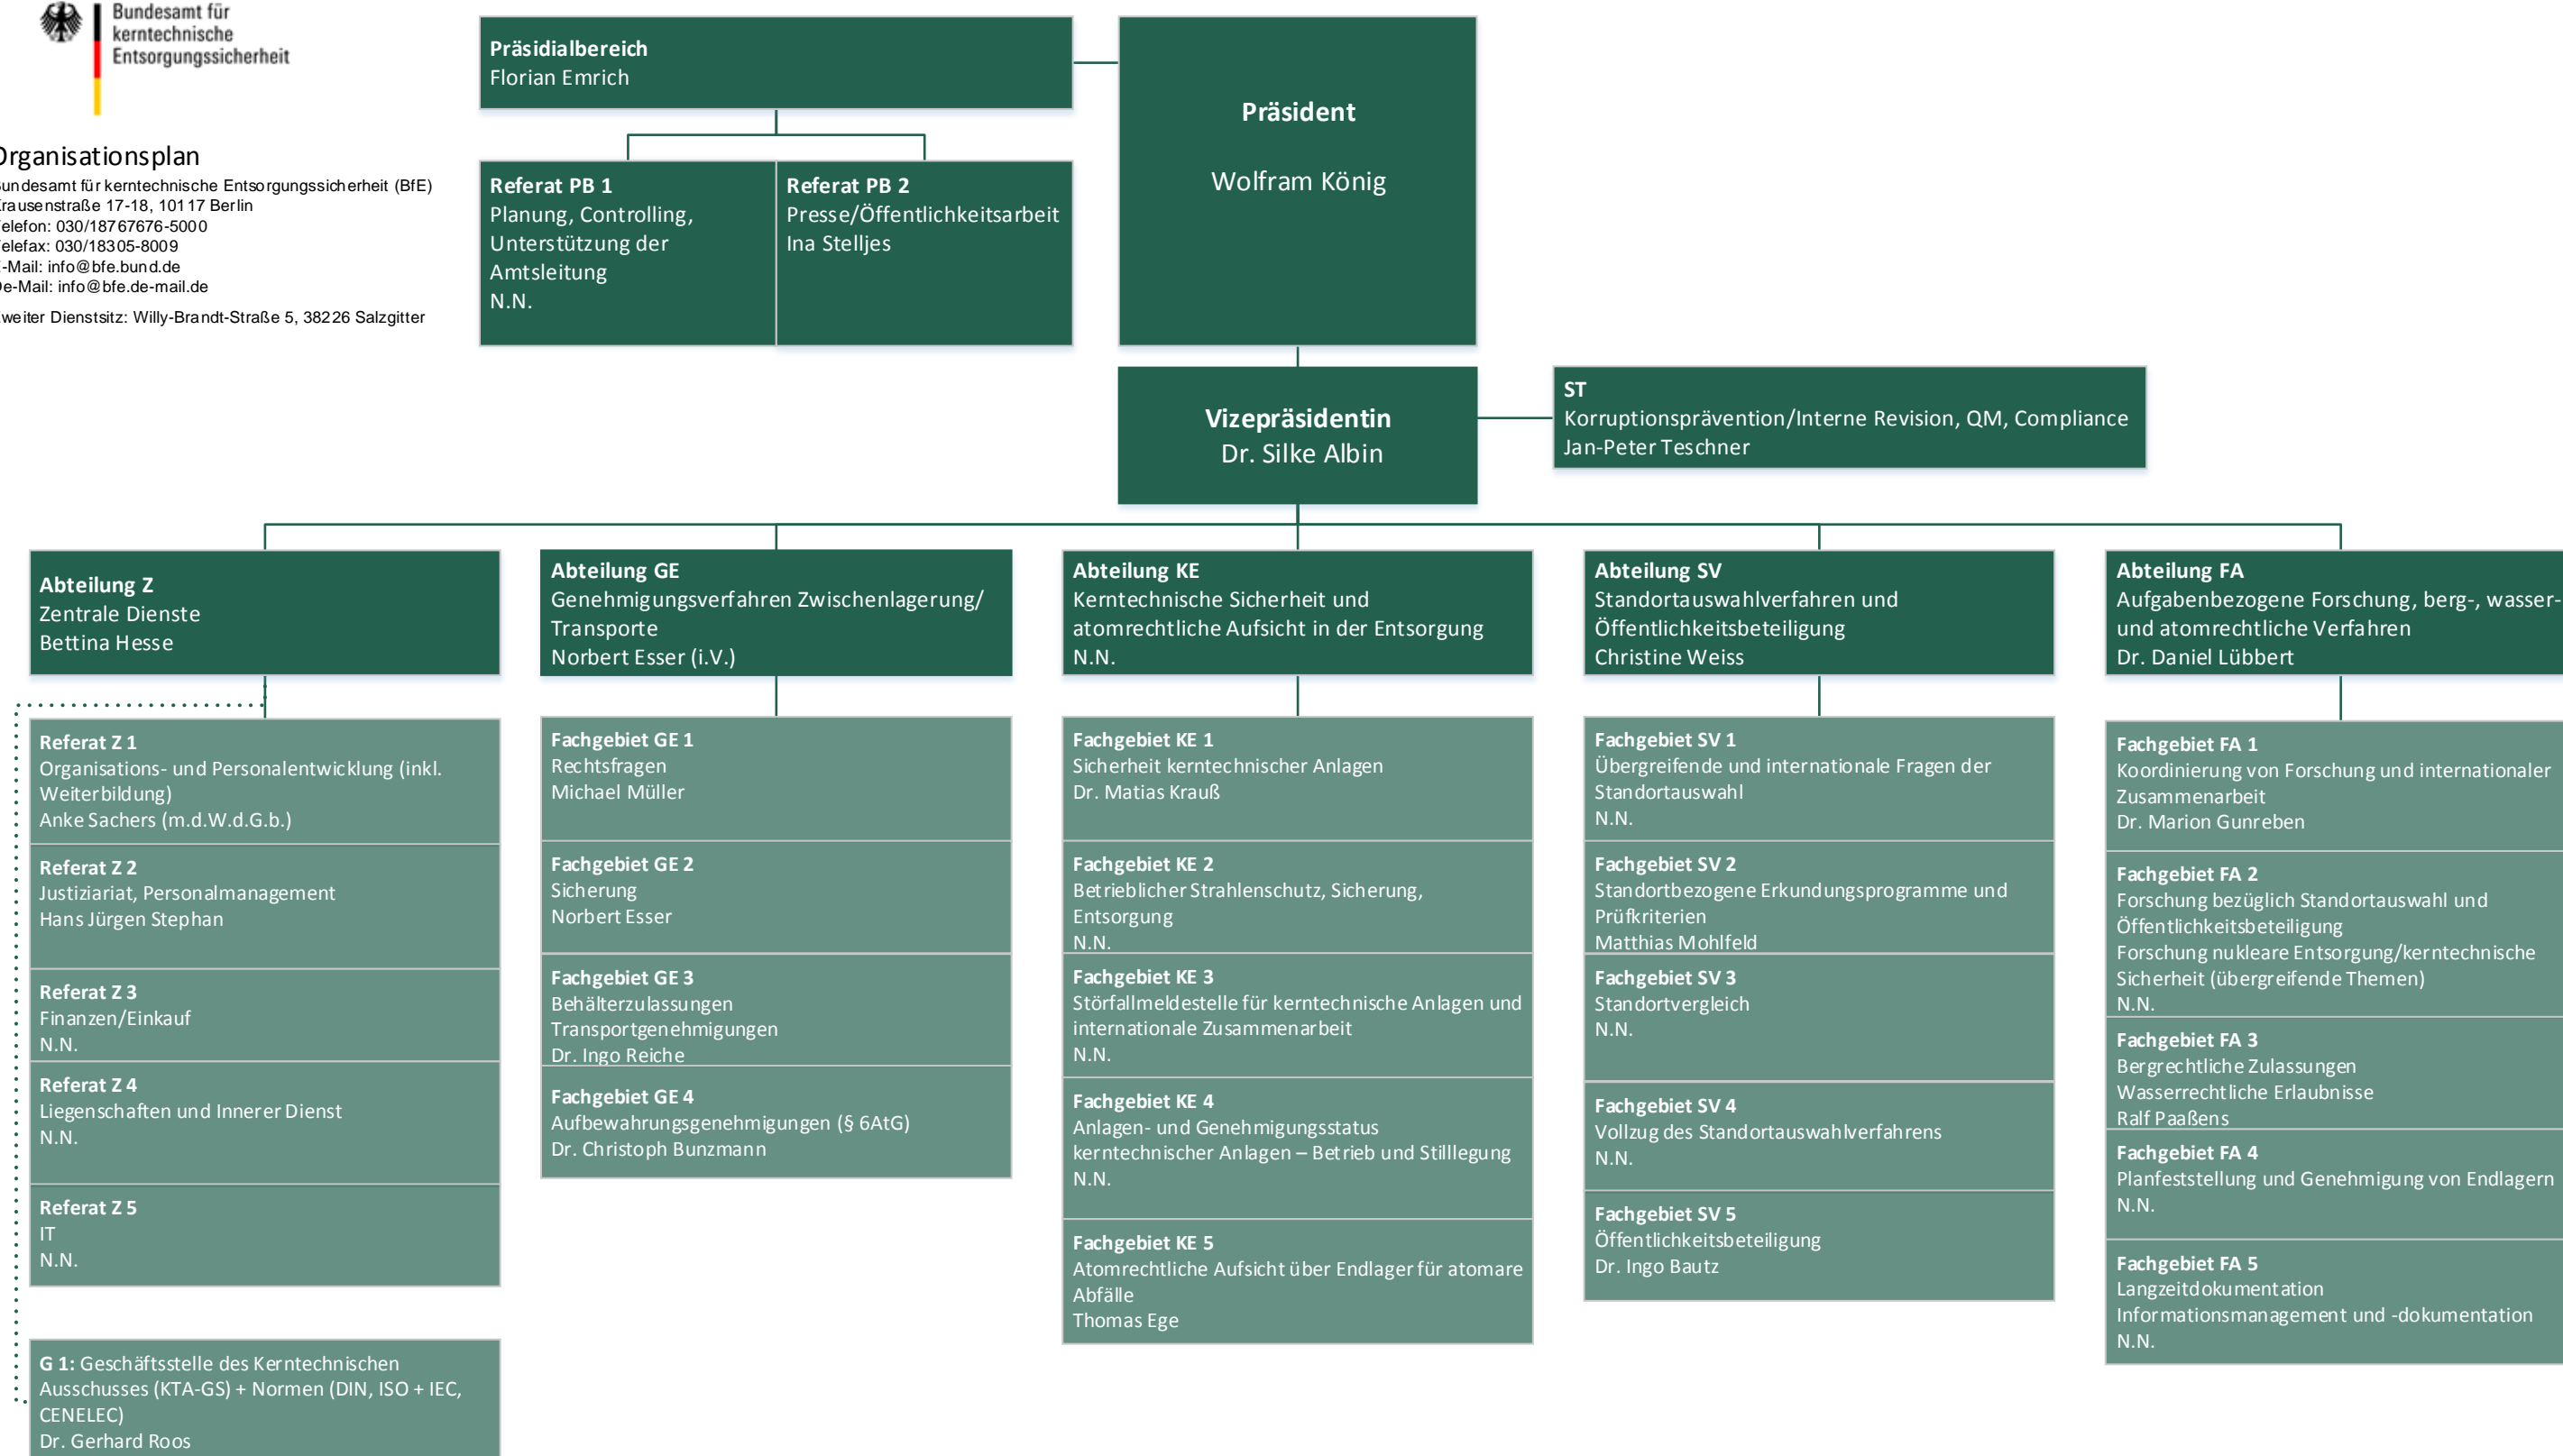 Bundesamt für
kerntechnische
Entsorgungssicherheit
Organisationsplan
Bundesamt für kerntechnische Entsorgungssicherheit (BfE)
Krausenstraße 17-18, 10117 Berlin
Telefon: 030/18767676-5000
Telefax: 030/18305-8009
E-Mail: info@bfe.bund.de
De-Mail: info@bfe.de-mail.de
Zweiter Dienstsitz: Willy-Brandt-Straße 5, 38226 Salzgitter
Präsidialbereich
Florian Emrich
Referat PB 1
Planung, Controlling,
Unterstützung der
Amtsleitung
N.N.
Referat PB 2
Presse/Öffentlichkeitsarbeit
Ina Stelljes
Präsident
Wolfram König
Vizepräsidentin
Dr. Silke Albin
ST
Korruptionsprävention/Interne Revision, QM, Compliance
Jan-Peter Teschner
Abteilung Z
Zentrale Dienste
Bettina Hesse
Referat Z 1
Organisations- und Personalentwicklung (inkl.
Weiterbildung)
Anke Sachers (m.d.W.d.G.b.)
Referat Z 2
Justiziariat, Personalmanagement
Hans Jürgen Stephan
Referat Z 3
Finanzen/Einkauf
N.N.
Referat Z 4
Liegenschaften und Innerer Dienst
N.N.
Referat Z 5
IT
N.N.
G 1: Geschäftsstelle des Kerntechnischen
Ausschusses (KTA-GS) + Normen (DIN, ISO + IEC,
CENELEC)
Dr. Gerhard Roos
Abteilung GE
Genehmigungsverfahren Zwischenlagerung/
Transporte
Norbert Esser (i.V.)
Fachgebiet GE 1
Rechtsfragen
Michael Müller
Fachgebiet GE 2
Sicherung
Norbert Esser
Fachgebiet GE 3
Behälterzulassungen
Transportgenehmigungen
Dr. Ingo Reiche
Fachgebiet GE 4
Aufbewahrungsgenehmigungen (§ 6AtG)
Dr. Christoph Bunzmann
Abteilung KE
Kerntechnische Sicherheit und
atomrechtliche Aufsicht in der Entsorgung
N.N.
Fachgebiet KE 1
Sicherheit kerntechnischer Anlagen
Dr. Matias Krauß
Fachgebiet KE 2
Betrieblicher Strahlenschutz, Sicherung,
Entsorgung
N.N.
Fachgebiet KE 3
Störfallmeldestelle für kerntechnische Anlagen und
internationale Zusammenarbeit
N.N.
Fachgebiet KE 4
Anlagen- und Genehmigungsstatus
kerntechnischer Anlagen – Betrieb und Stilllegung
N.N.
Fachgebiet KE 5
Atomrechtliche Aufsicht über Endlager für atomare
Abfälle
Thomas Ege
Abteilung SV
Standortauswahlverfahren und
Öffentlichkeitsbeteiligung
Christine Weiss
Fachgebiet SV 1
Übergreifende und internationale Fragen der
Standortauswahl
N.N.
Fachgebiet SV 2
Standortbezogene Erkundungsprogramme und
Prüfkriterien
Matthias Mohlfeld
Fachgebiet SV 3
Standortvergleich
N.N.
Fachgebiet SV 4
Vollzug des Standortauswahlverfahrens
N.N.
Fachgebiet SV 5
Öffentlichkeitsbeteiligung
Dr. Ingo Bautz
Abteilung FA
Aufgabenbezogene Forschung, berg-, wasser-
und atomrechtliche Verfahren
Dr. Daniel Lübbert
Fachgebiet FA 1
Koordinierung von Forschung und internationaler
Zusammenarbeit
Dr. Marion Gunreben
Fachgebiet FA 2
Forschung bezüglich Standortauswahl und
Öffentlichkeitsbeteiligung
Forschung nukleare Entsorgung/kerntechnische
Sicherheit (übergreifende Themen)
N.N.
Fachgebiet FA 3
Bergrechtliche Zulassungen
Wasserrechtliche Erlaubnisse
Ralf Paaßens
Fachgebiet FA 4
Planfeststellung und Genehmigung von Endlagern
N.N.
Fachgebiet FA 5
Langzeitdokumentation
Informationsmanagement und -dokumentation
N.N.